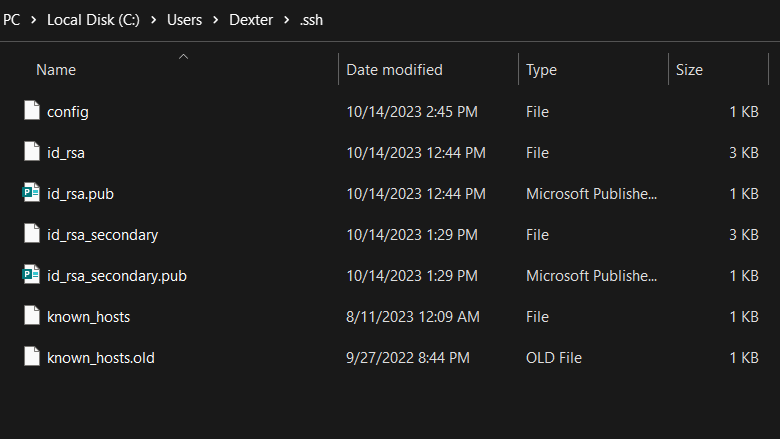 PC > Local Disk (C:) > Users > Dexter > .ssh
Name Date modified Type Size
config 10/14/2023 2:45 PM File 1 KB
id_rsa 10/14/2023 12:44 PM File 3 KB
id_rsa.pub 10/14/2023 12:44 PM Microsoft Publishe... 1 KB
id_rsa_secondary 10/14/2023 1:29 PM File 3 KB
id_rsa_secondary.pub 10/14/2023 1:29 PM Microsoft Publishe... 1 KB
known_hosts 8/11/2023 12:09 AM File 1 KB
known_hosts.old 9/27/2022 8:44 PM OLD File 1 KB